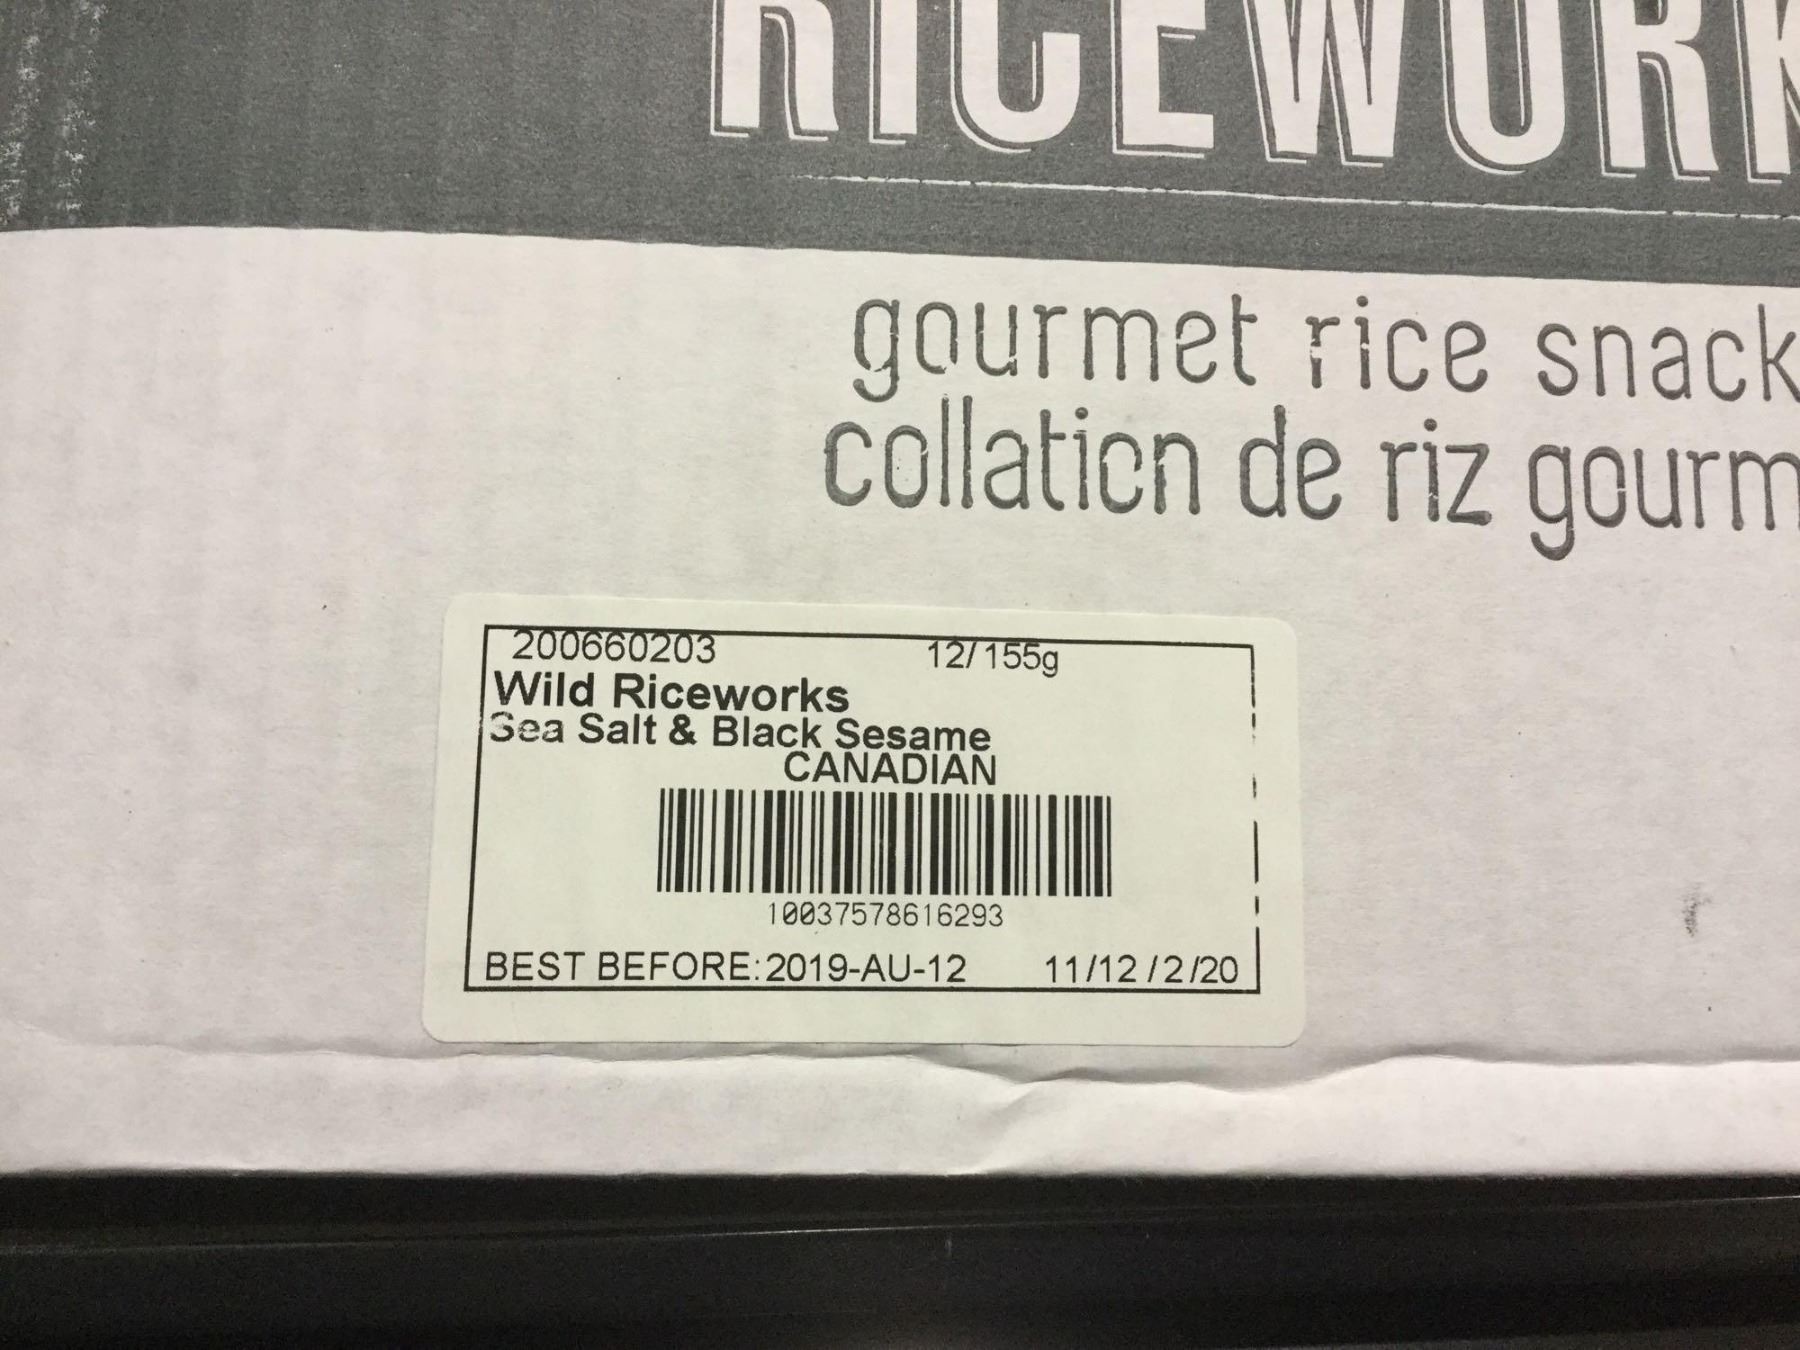 RICEWORK
gourmet rice snack
collation de riz gourm
200660203 12/155g
Wild Riceworks
Sea Salt & Black Sesame
CANADIAN
10037578616293
BEST BEFORE:2019-AU-12 11/12/2/20